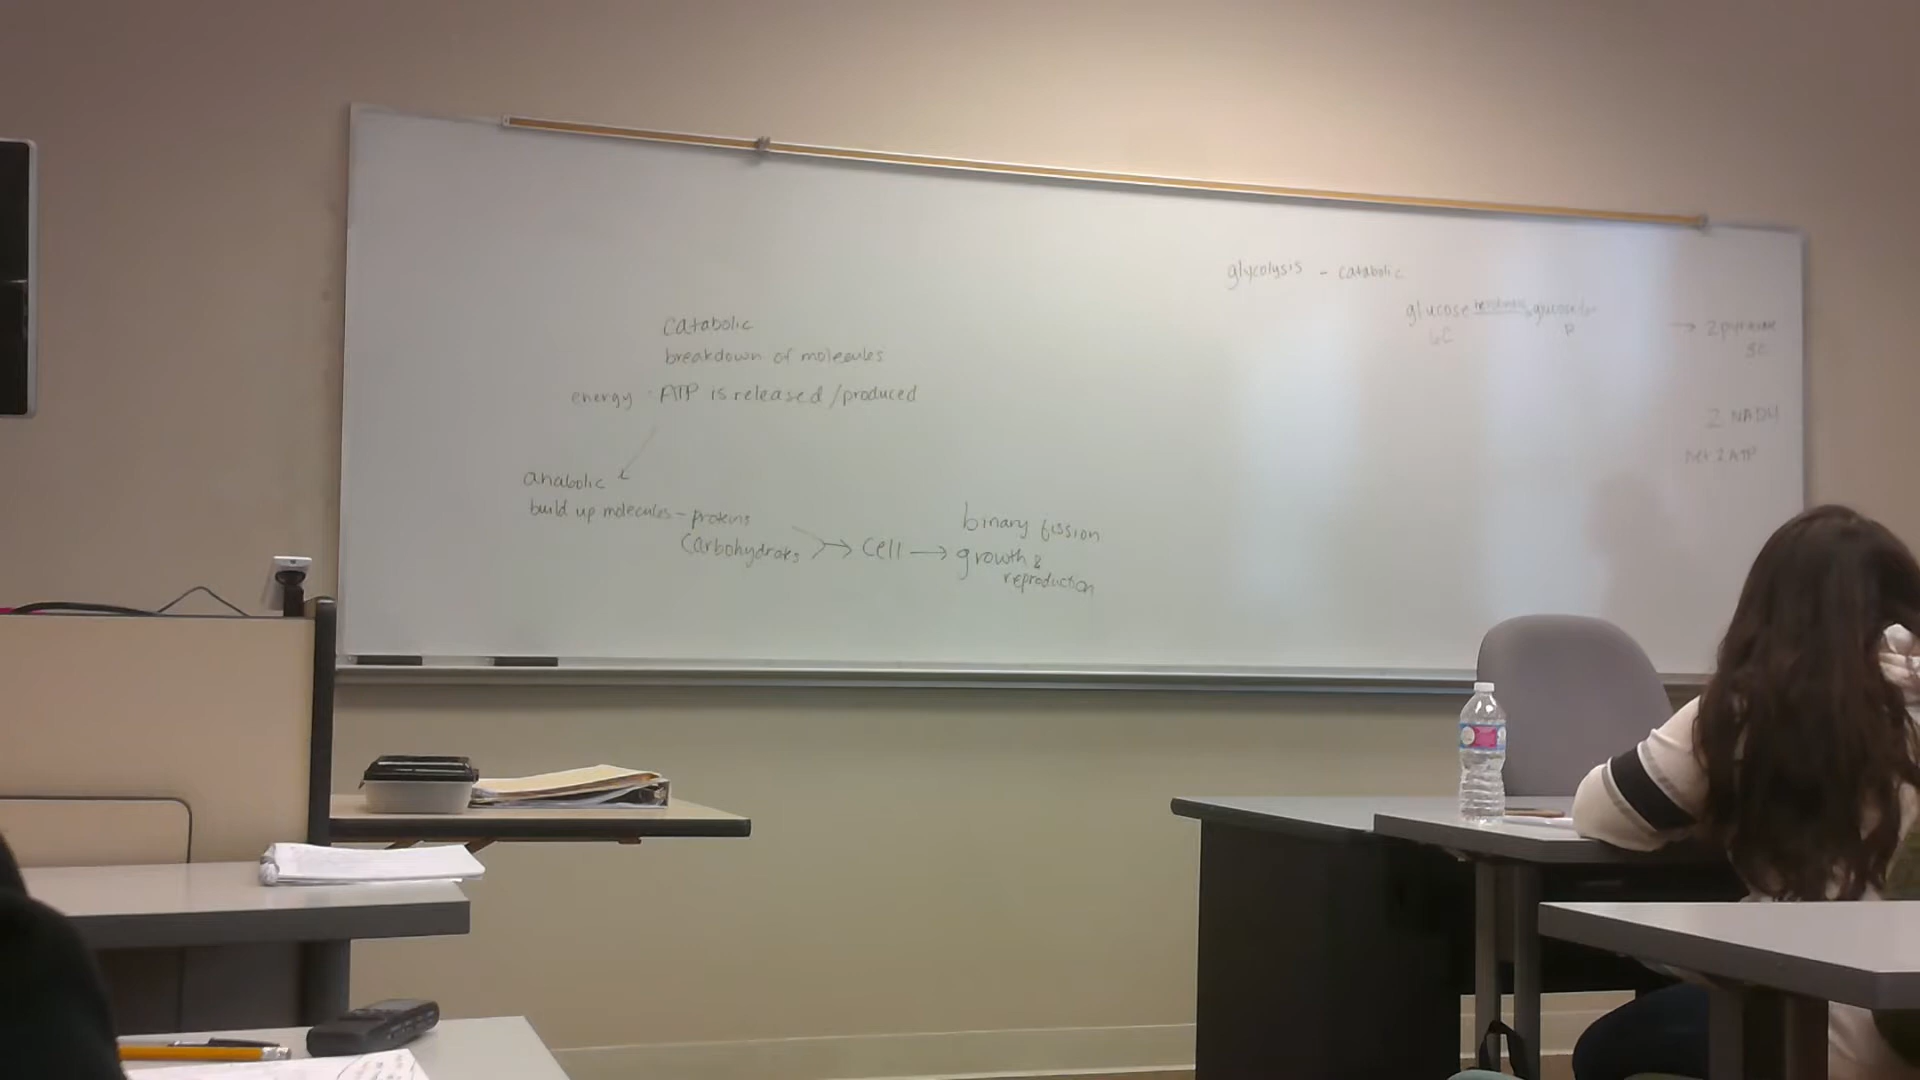 catabolic
breakdown of molecules
energy · ATP is released/produced
anabolic
build up molecules - proteins
Carbohydrates → cell → growth &
binary fission
reproduction
glycolysis - catabolic
glucose
6C
P
→ 2 pyruvate
3C
2 NADH
net 2 ATP